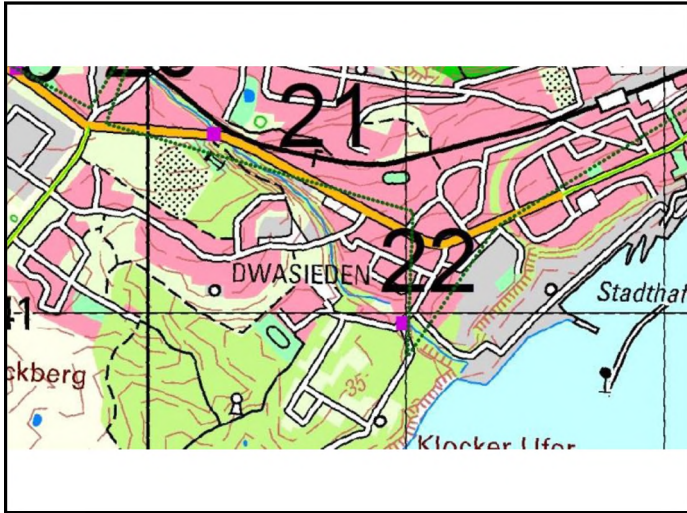 21
DWASIEDEN
22
Stadthaf
41
ckberg
35
Klocker Ufer